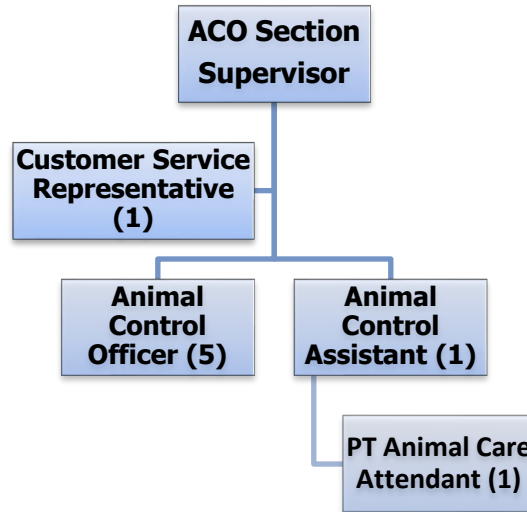 ACO Section
Supervisor
Customer Service
Representative
(1)
Animal
Control
Officer (5)
Animal
Control
Assistant (1)
PT Animal Care
Attendant (1)